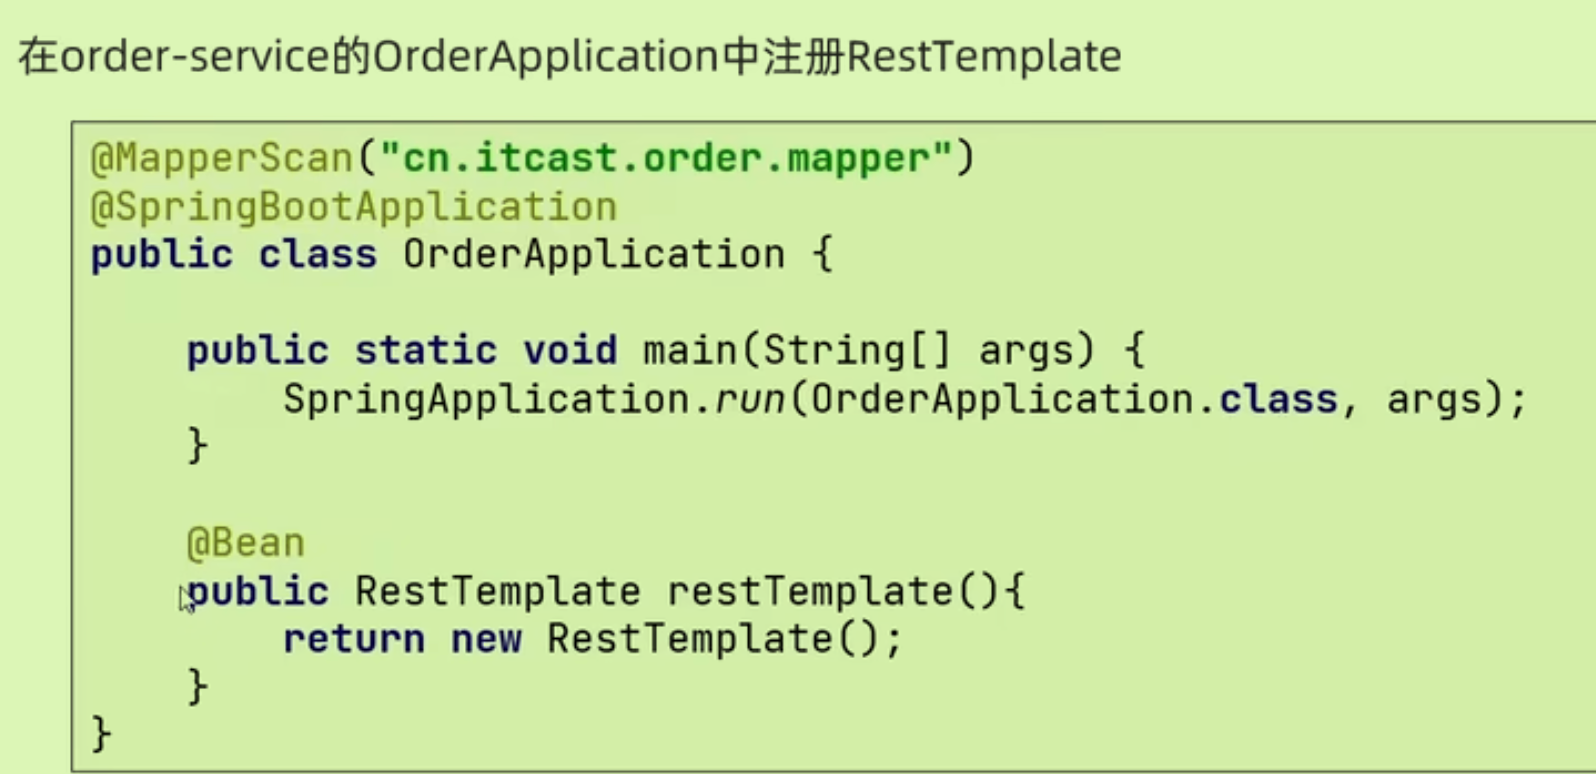 在order-service的OrderApplication中注册RestTemplate
@MapperScan("cn.itcast.order.mapper")
@SpringBootApplication
public class OrderApplication {
    public static void main(String[] args) {
        SpringApplication.run(OrderApplication.class, args);
    }
    @Bean
    public RestTemplate restTemplate(){
        return new RestTemplate();
    }
}